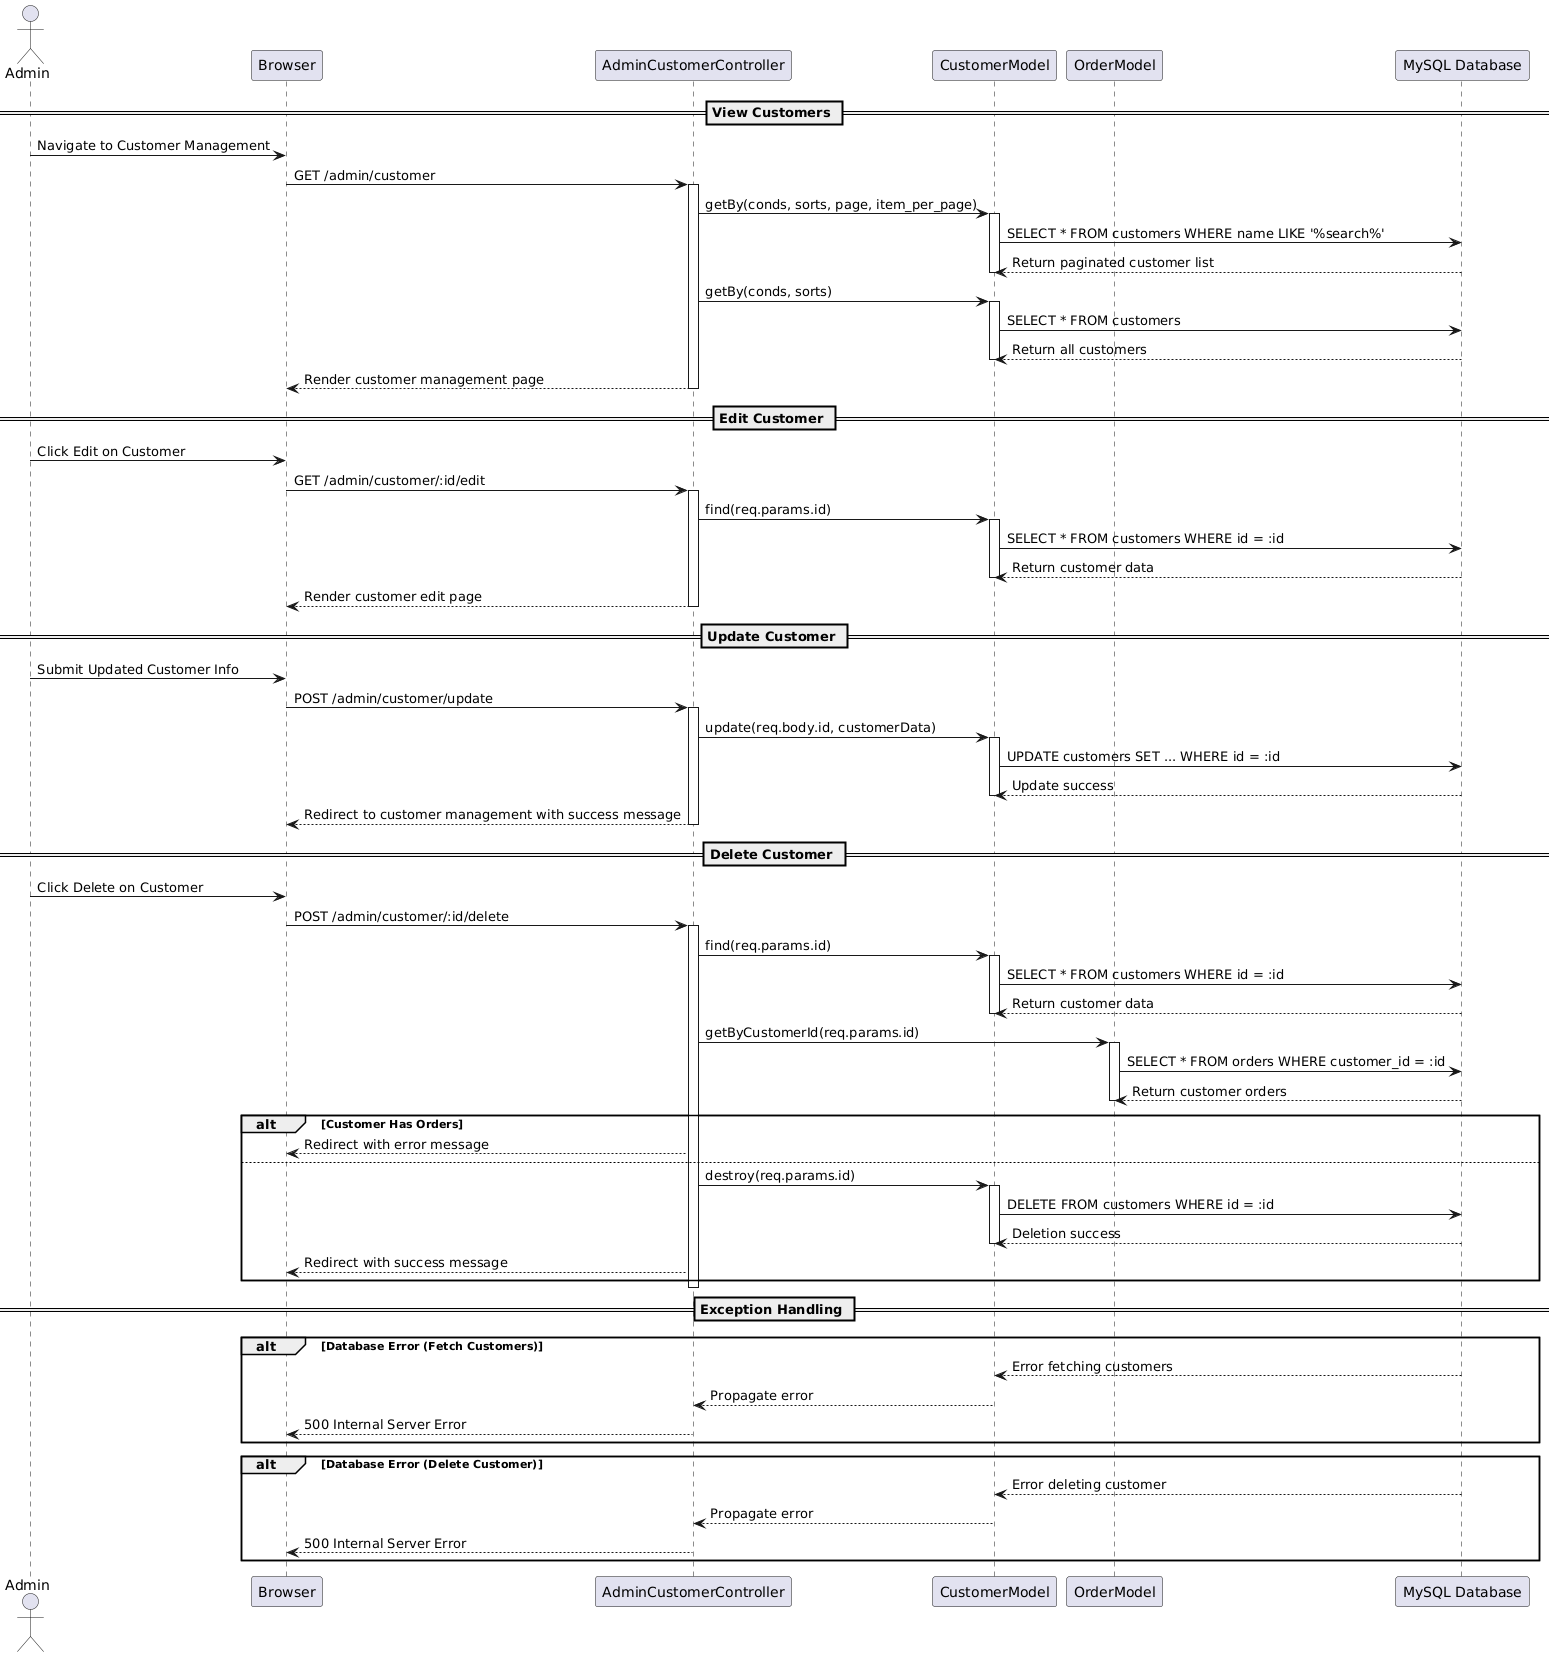 Admin
Browser
AdminCustomerController
CustomerModel
OrderModel
MySQL Database
View Customers
Navigate to Customer Management
GET /admin/customer
getBy(conds, sorts, page, item_per_page)
SELECT * FROM customers WHERE name LIKE '%search%'
Return paginated customer list
getBy(conds, sorts)
SELECT * FROM customers
Return all customers
Render customer management page
Edit Customer
Click Edit on Customer
GET /admin/customer/:id/edit
find(req.params.id)
SELECT * FROM customers WHERE id = :id
Return customer data
Render customer edit page
Update Customer
Submit Updated Customer Info
POST /admin/customer/update
update(req.body.id, customerData)
UPDATE customers SET ... WHERE id = :id
Update success
Redirect to customer management with success message
Delete Customer
Click Delete on Customer
POST /admin/customer/:id/delete
find(req.params.id)
SELECT * FROM customers WHERE id = :id
Return customer data
getByCustomerId(req.params.id)
SELECT * FROM orders WHERE customer_id = :id
Return customer orders
alt [Customer Has Orders]
Redirect with error message
destroy(req.params.id)
DELETE FROM customers WHERE id = :id
Deletion success
Redirect with success message
Exception Handling
alt [Database Error (Fetch Customers)]
Error fetching customers
Propagate error
500 Internal Server Error
alt [Database Error (Delete Customer)]
Error deleting customer
Propagate error
500 Internal Server Error
Admin
Browser
AdminCustomerController
CustomerModel
OrderModel
MySQL Database